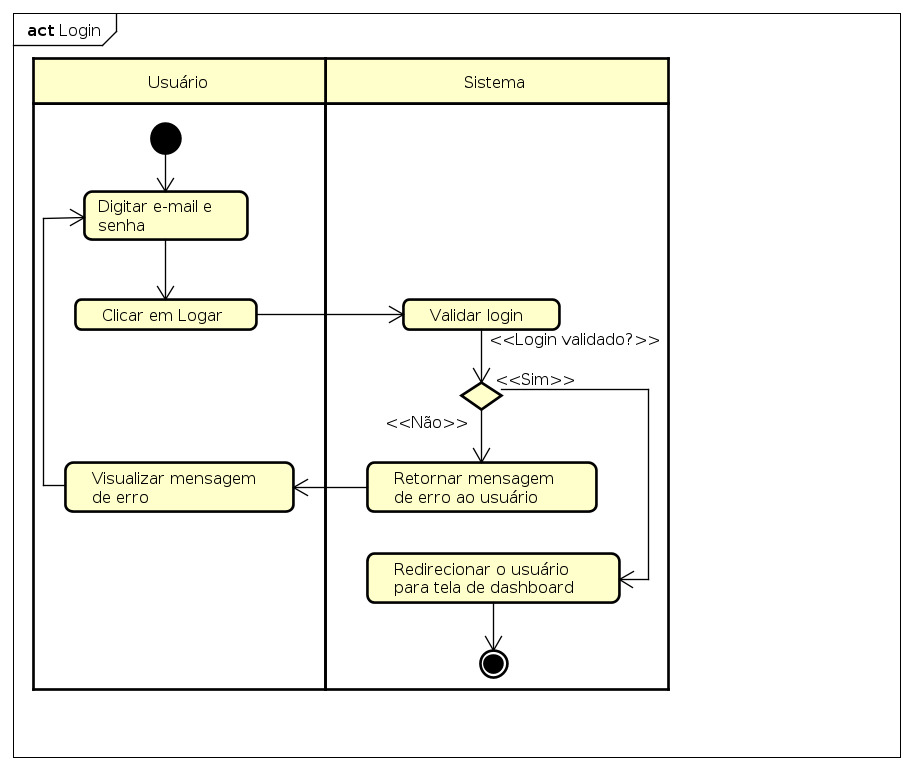 act Login
Usuário
Sistema
Digitar e-mail e
senha
Clicar em Logar
Validar login
<<Login validado?>>
<<Sim>>
<<Não>>
Visualizar mensagem
de erro
Retornar mensagem
de erro ao usuário
Redirecionar o usuário
para tela de dashboard